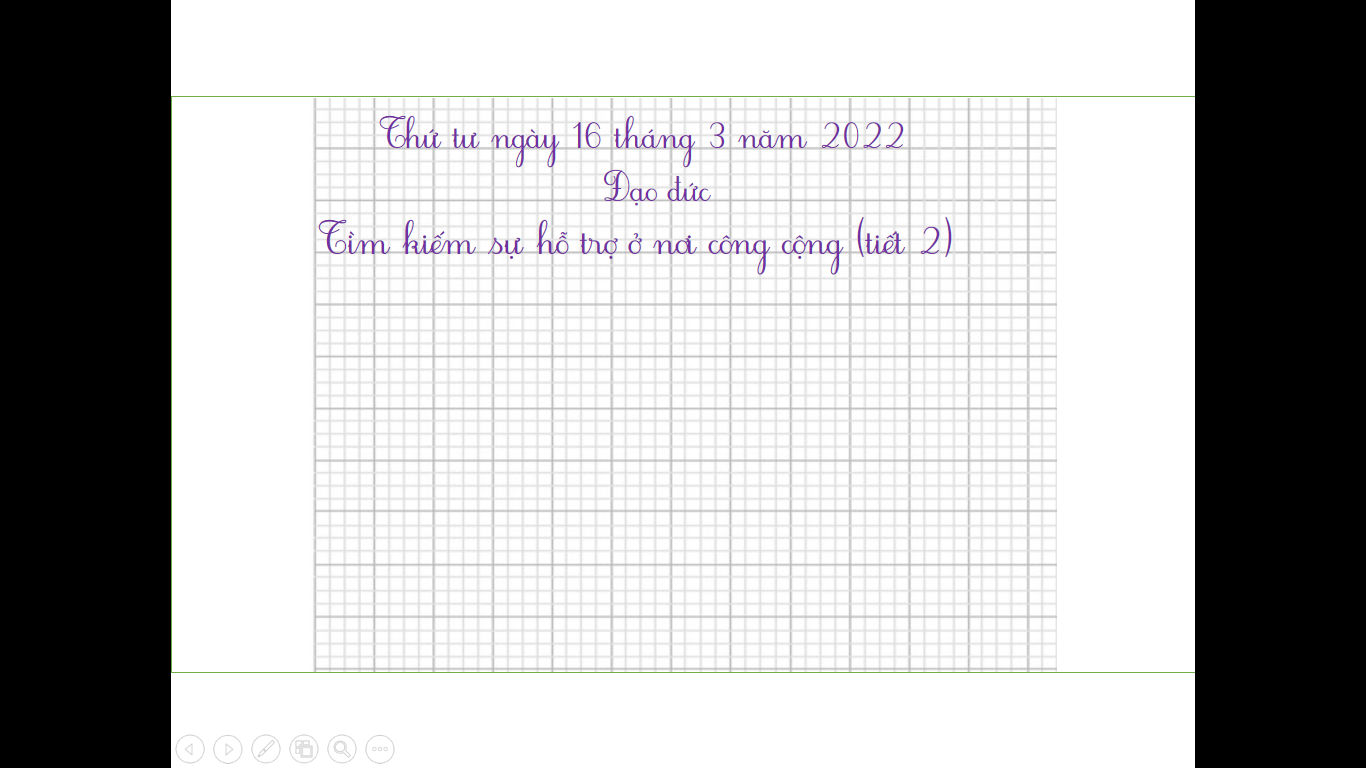 Thứ tư ngày 16 tháng 3 năm 2022
Đạo đức
Tìm kiếm sự hỗ trợ ở nơi công cộng (tiết 2)